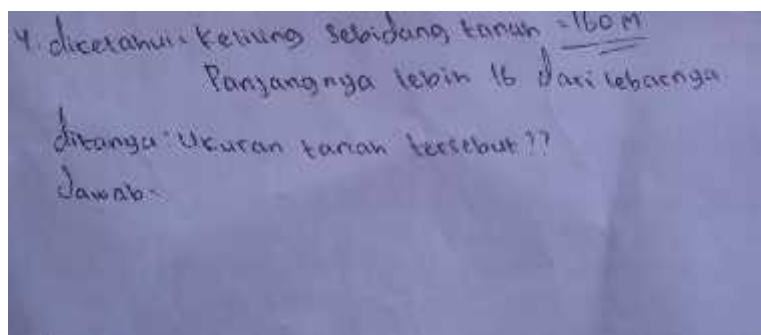 4. diketahui : Keliling sebidang tanah = 160 M
Panjangnya lebih 16 dari lebarnya
ditanya : Ukuran tanah tersebut ??
Jawab :